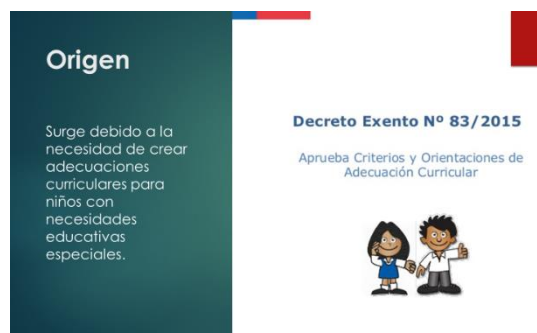 Origen
Surge debido a la
necesidad de crear
adecuaciones
curriculares para
niños con
necesidades
educativas
especiales.
Decreto Exento Nº 83/2015
Aprueba Criterios y Orientaciones de
Adecuación Curricular